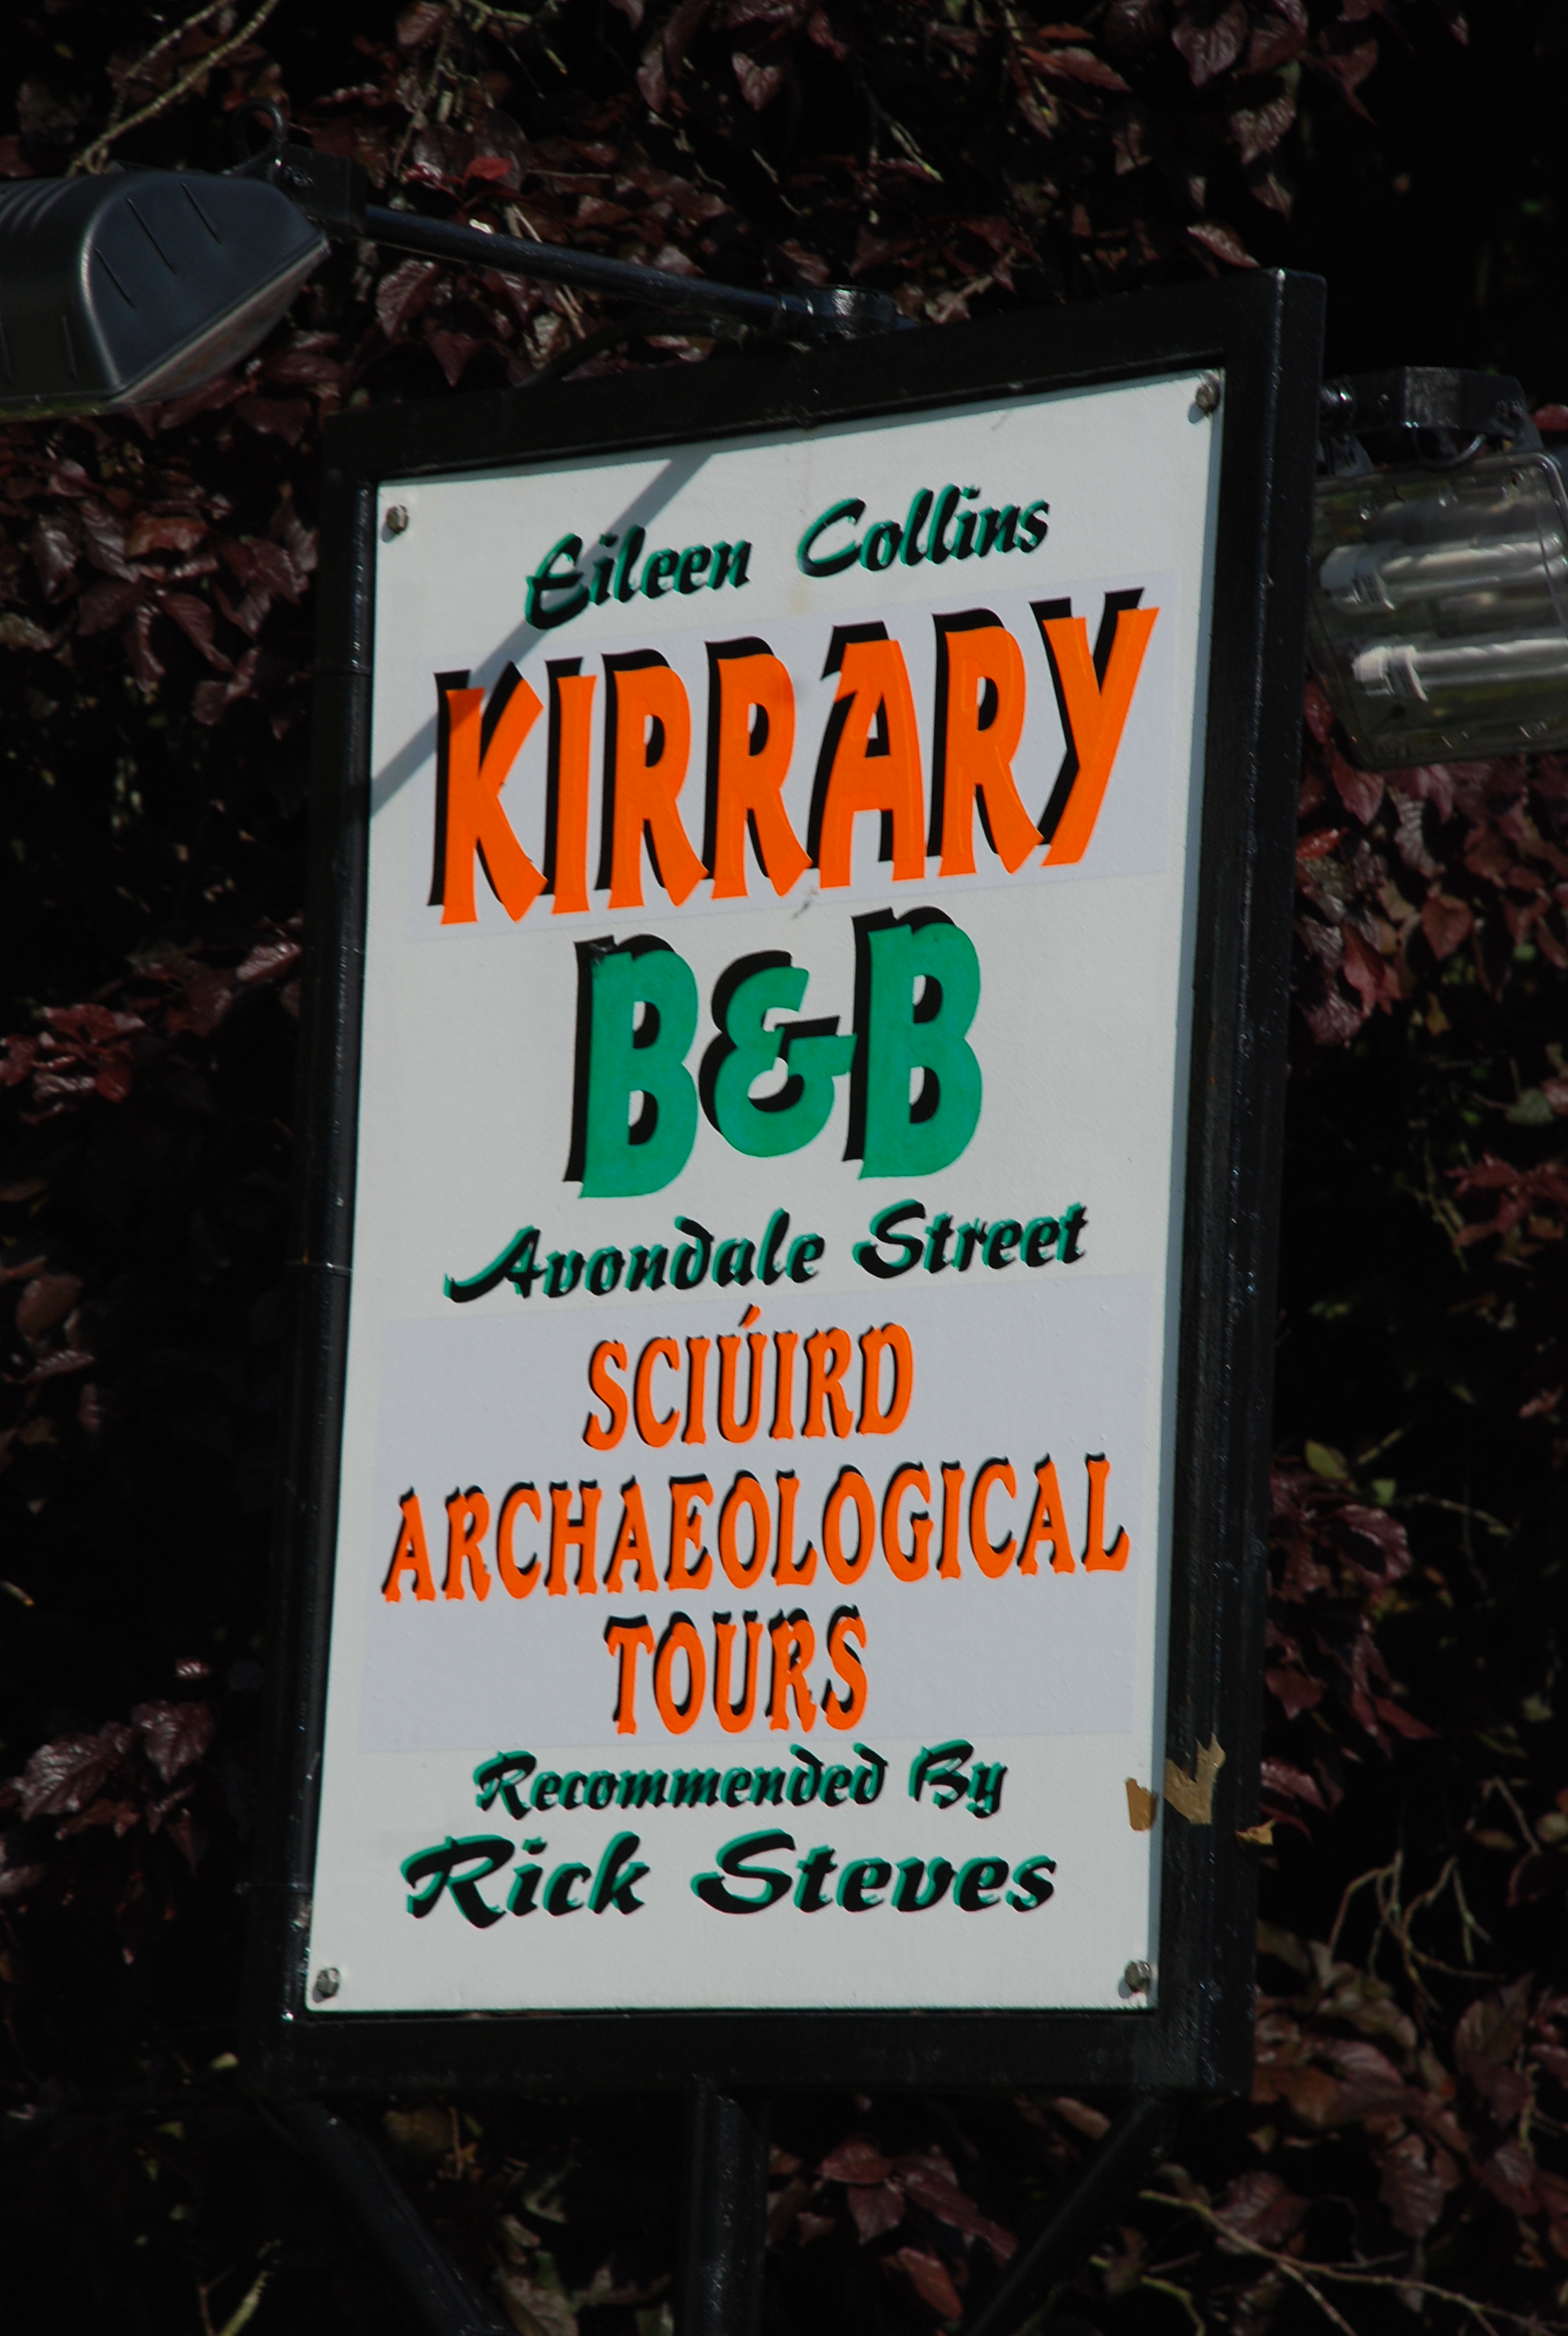 Eileen Collins
KIRRARY
B&B
Avondale Street
SCIÚIRD
ARCHAEOLOGICAL
TOURS
Recommended By
Rick Steves